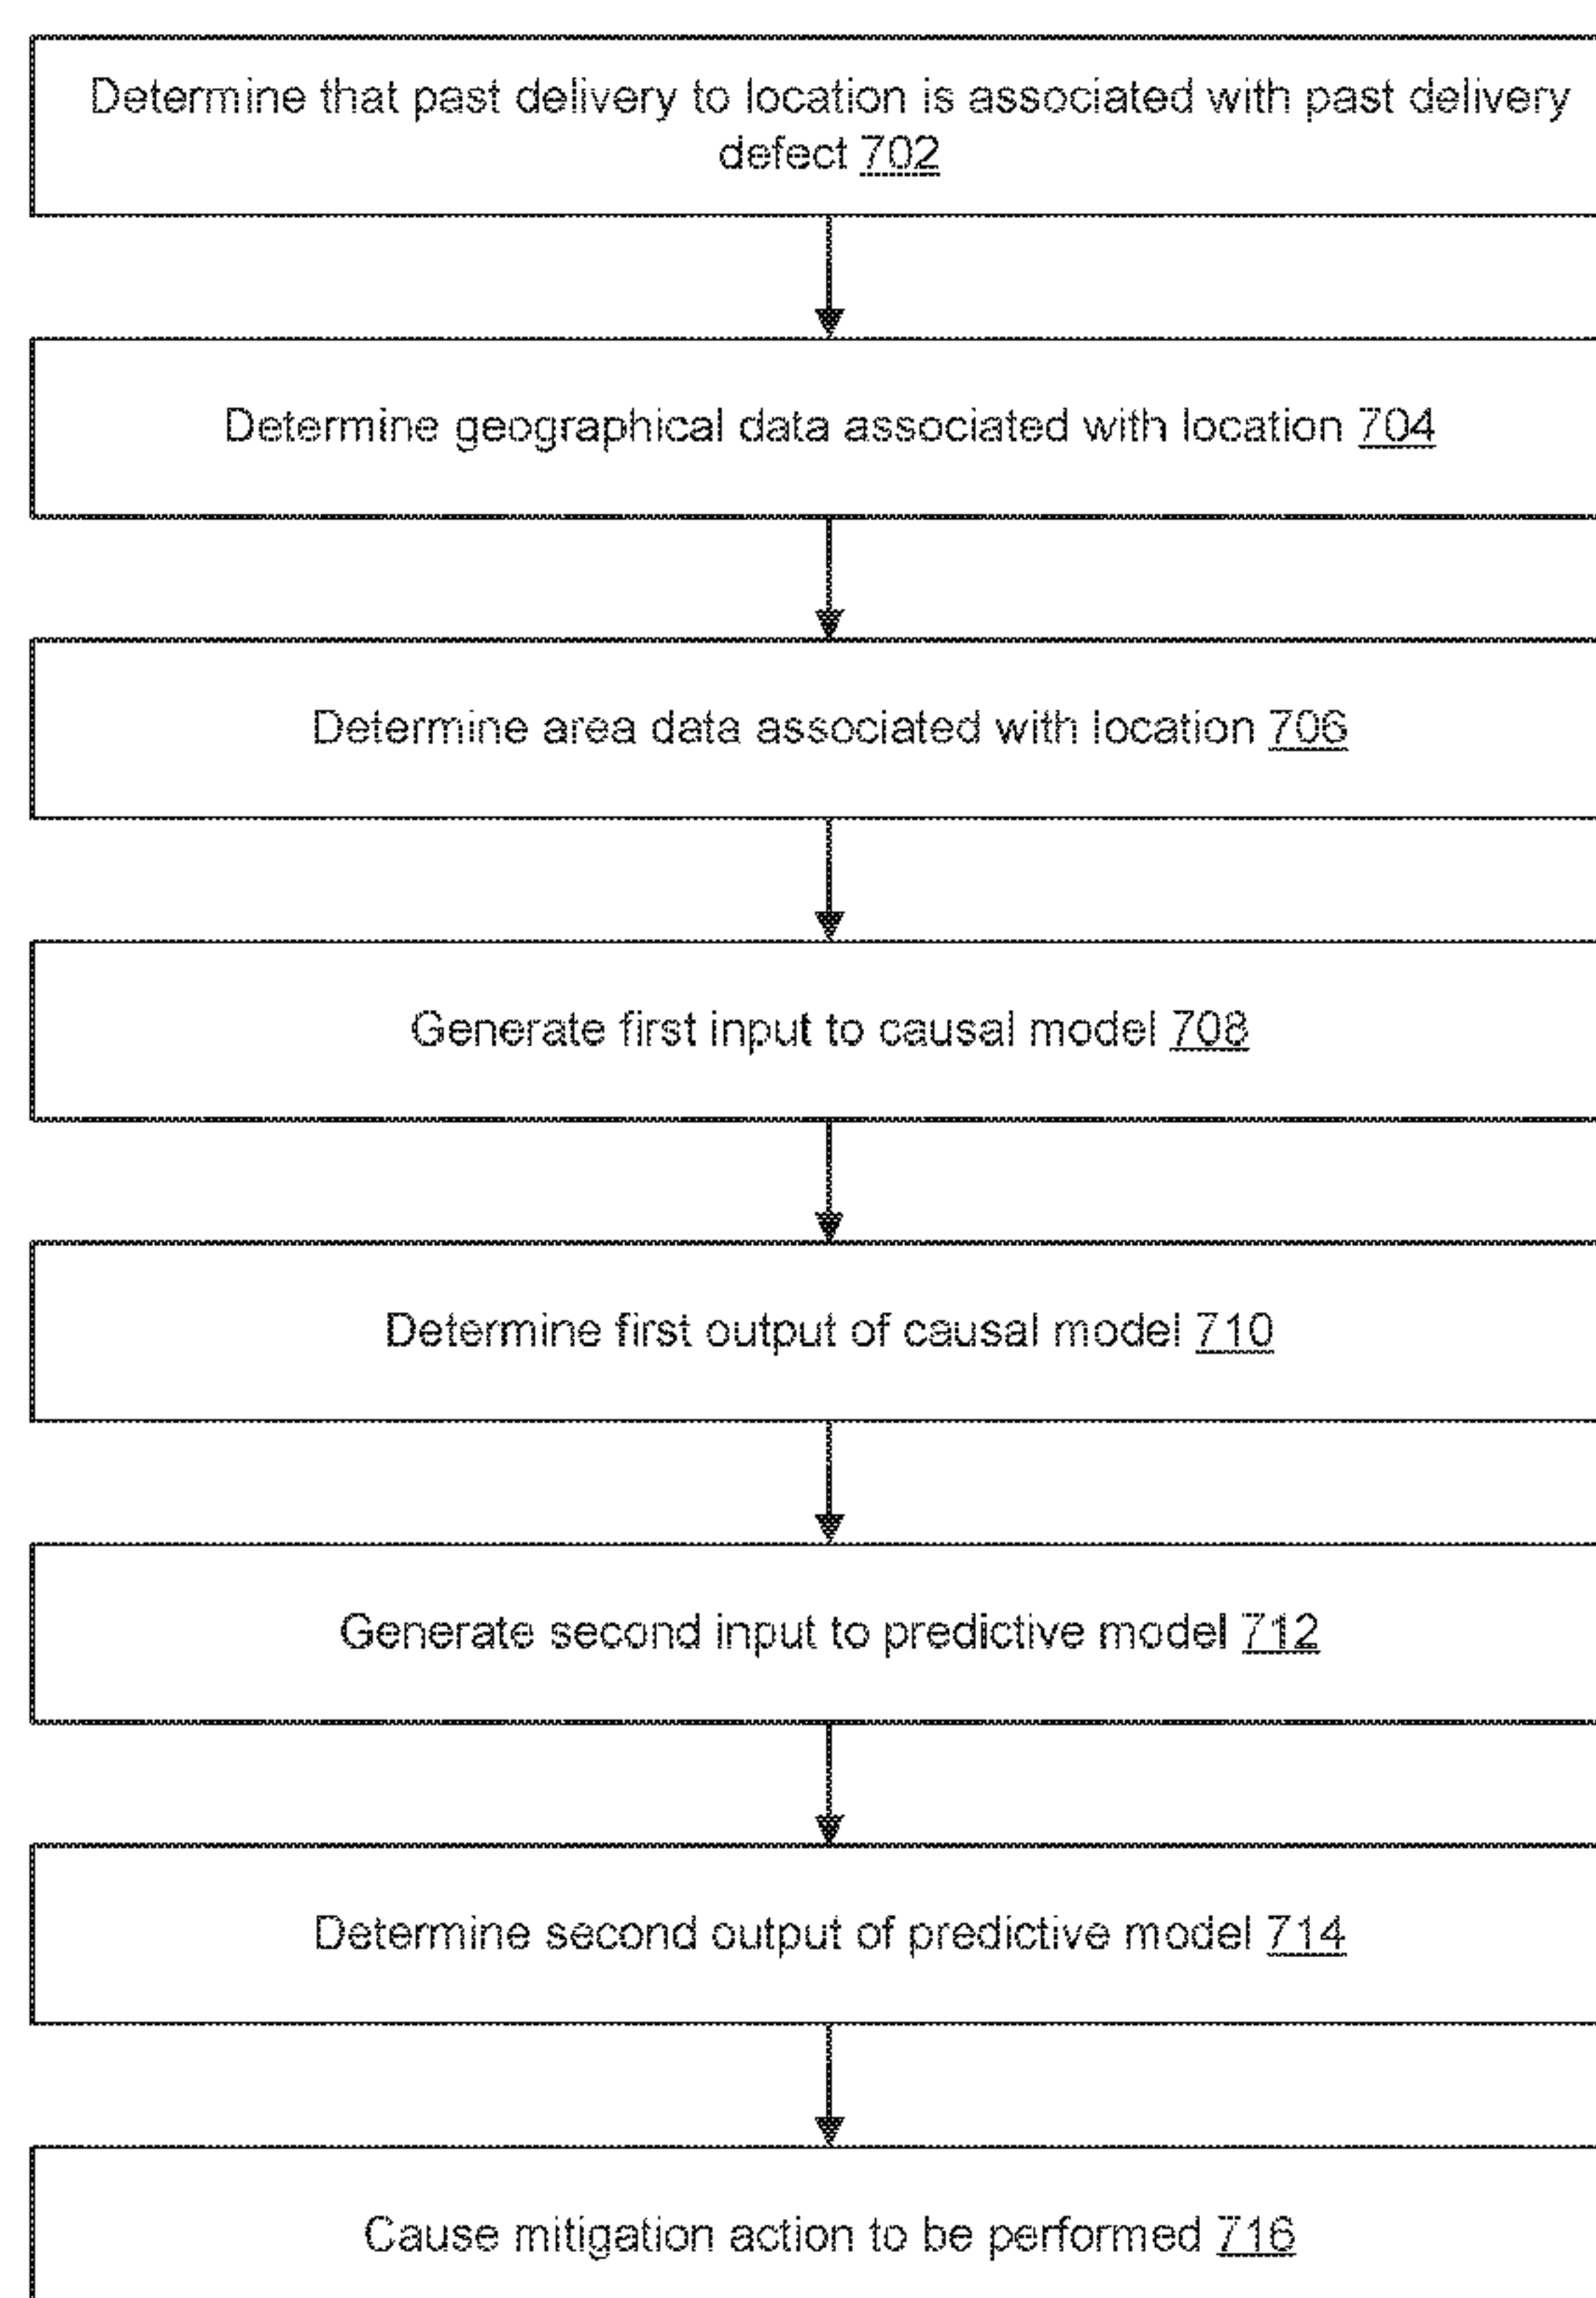 Determine that past delivery to location is associated with past delivery
defect 702
Determine geographical data associated with location 704
Determine area data associated with location 706
Generate first input to causal model 708
Determine first output of causal model 710
Generate second input to predictive model 712
Determine second output of predictive model 714
Cause mitigation action to be performed 716